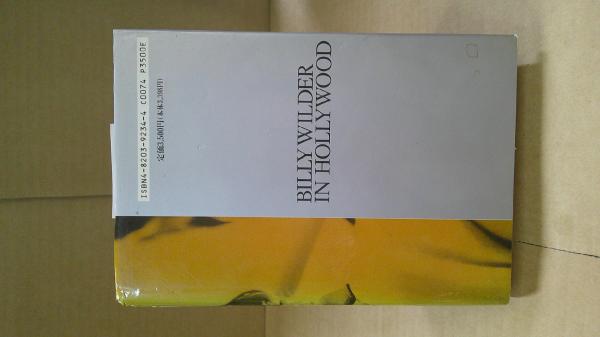 ISBN4-8203-9234-4 C0074 P3500E
定価3,500円(本体3,398円)
BILLY WILDER
IN HOLLYWOOD